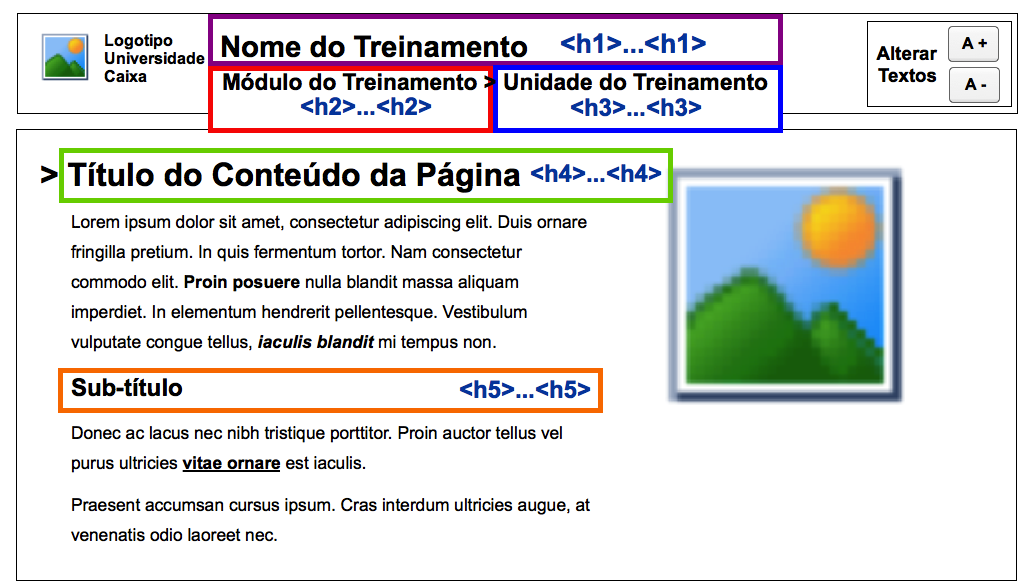 Logotipo
Universidade
Caixa
Nome do Treinamento <h1>...<h1>
Módulo do Treinamento > Unidade do Treinamento
<h2>...<h2> <h3>...<h3>
Alterar
Textos
A +
A -
> Título do Conteúdo da Página <h4>...<h4>
Lorem ipsum dolor sit amet, consectetur adipiscing elit. Duis ornare
fringilla pretium. In quis fermentum tortor. Nam consectetur
commodo elit. Proin posuere nulla blandit massa aliquam
imperdiet. In elementum hendrerit pellentesque. Vestibulum
vulputate congue tellus, iaculis blandit mi tempus non.
Sub-título <h5>...<h5>
Donec ac lacus nec nibh tristique porttitor. Proin auctor tellus vel
purus ultricies vitae ornare est iaculis.
Praesent accumsan cursus ipsum. Cras interdum ultricies augue, at
venenatis odio laoreet nec.